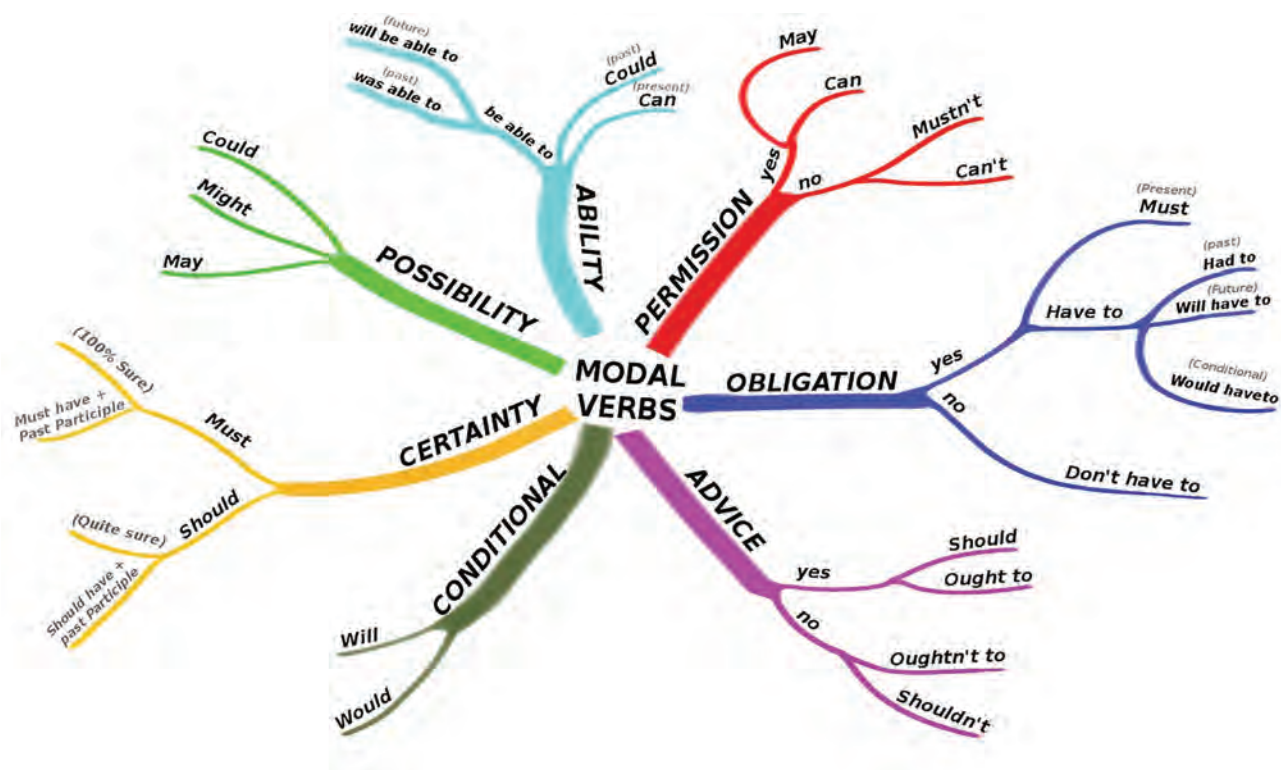 MODAL
VERBS
ABILITY
(future)
will be able to
(past)
was able to
be able to
(past)
Could
(present)
Can
PERMISSION
yes
May
Can
no
Mustn't
Can't
OBLIGATION
yes
(Present)
Must
Have to
(past)
Had to
(Future)
Will have to
(Conditional)
Would haveto
no
Don't have to
ADVICE
yes
Should
Ought to
no
Oughtn't to
Shouldn't
CONDITIONAL
Will
Would
CERTAINTY
Must
(100% Sure)
Must have +
Past Participle
Should
(Quite sure)
Should have +
past Participle
POSSIBILITY
Could
Might
May